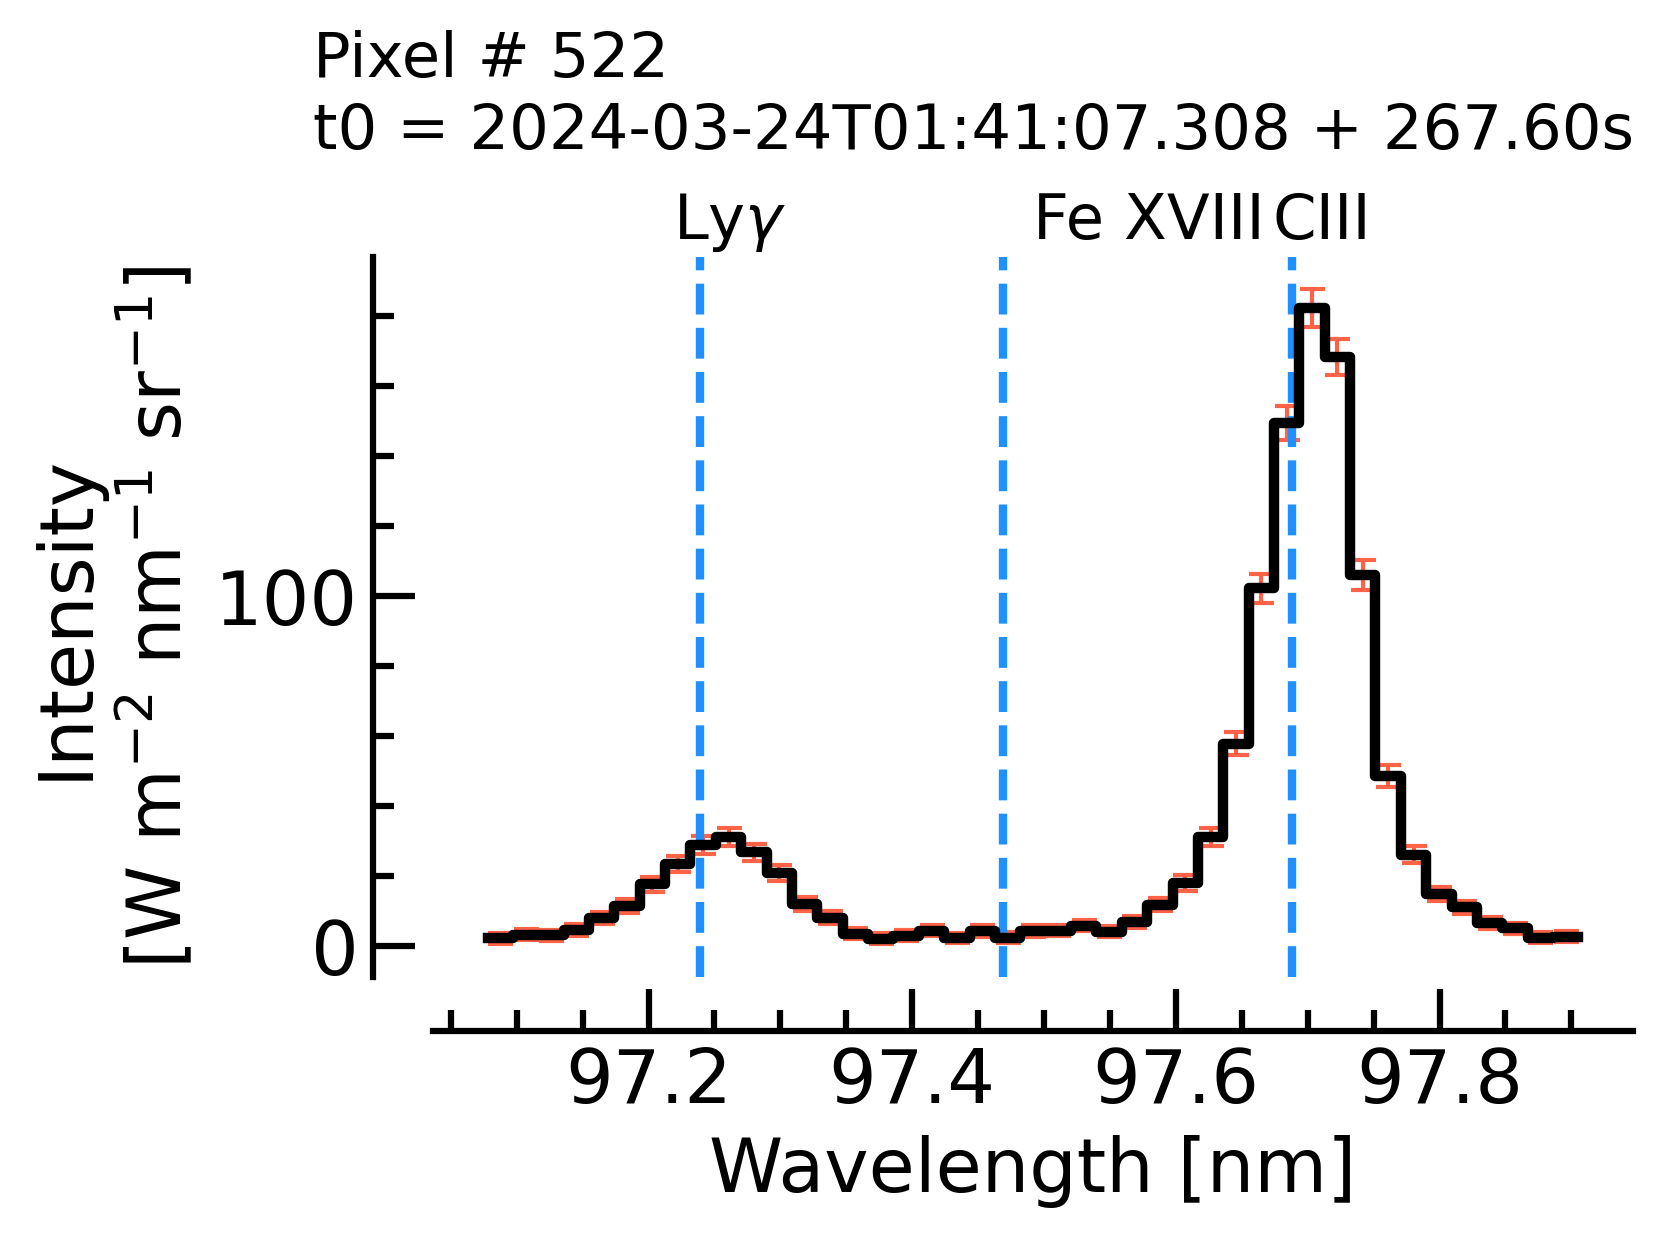 Pixel # 522
t0 = 2024-03-24T01:41:07.308 + 267.60s
Lyγ Fe XVIII CIII
Intensity
[W m⁻² nm⁻¹ sr⁻¹]
100
0
97.2 97.4 97.6 97.8
Wavelength [nm]